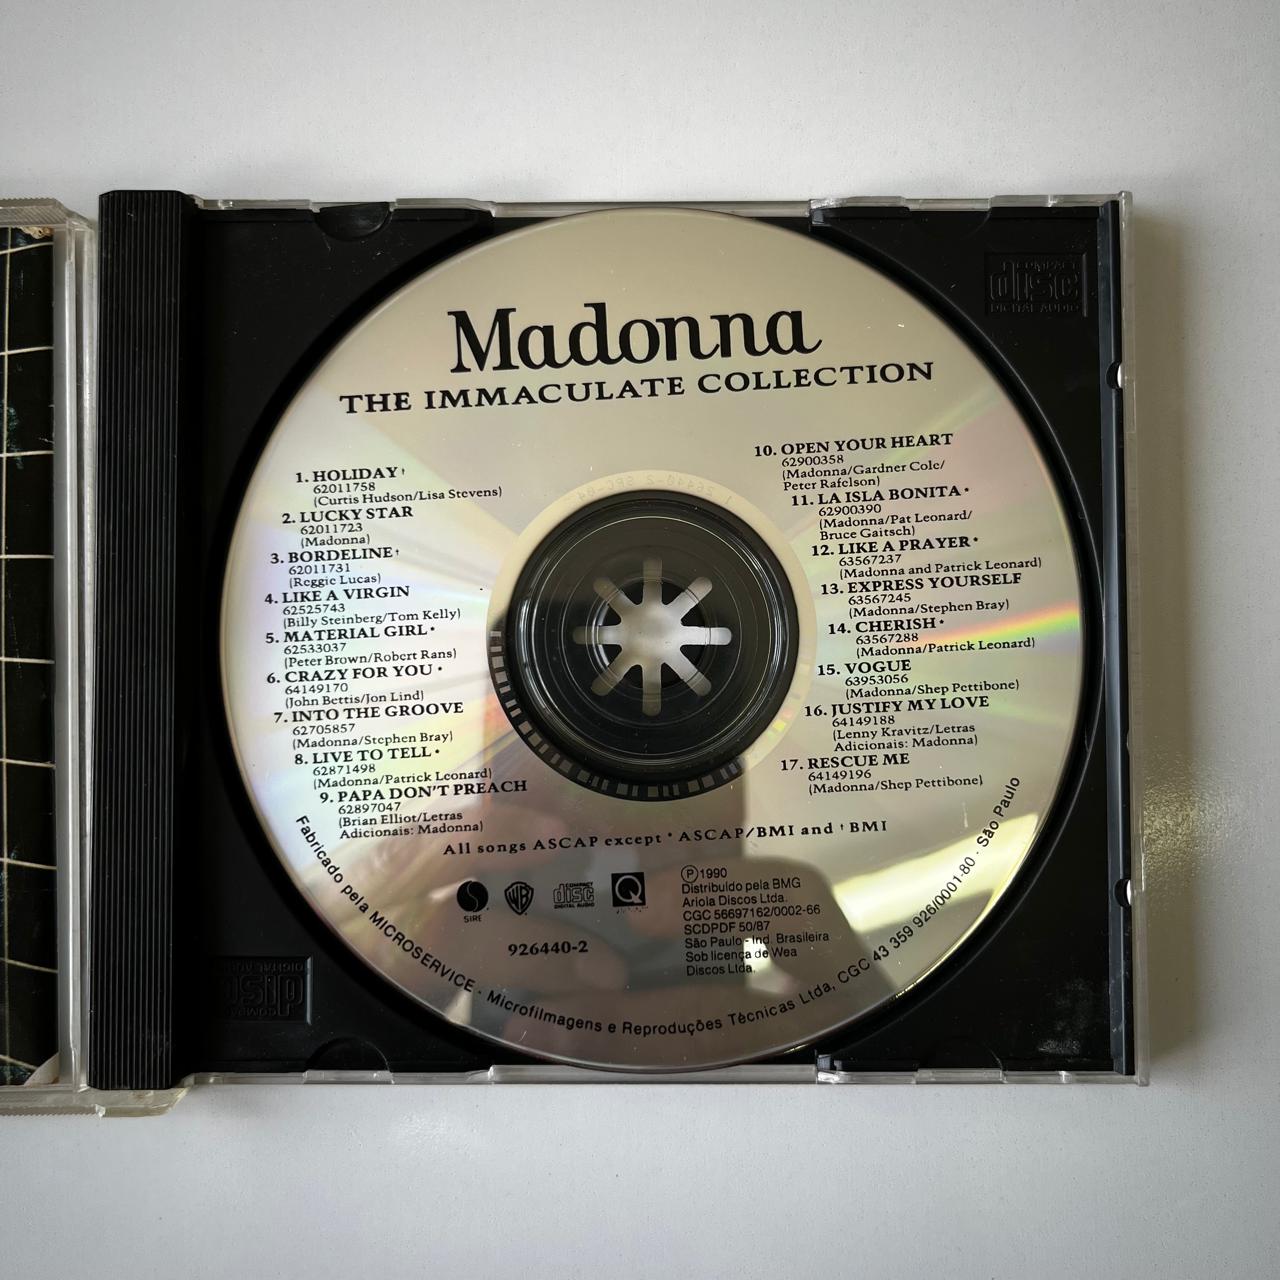 Madonna
THE IMMACULATE COLLECTION
1. HOLIDAY †
62011758
(Curtis Hudson/Lisa Stevens)
2. LUCKY STAR
62011723
(Madonna)
3. BORDELINE †
62011731
(Reggie Lucas)
4. LIKE A VIRGIN
62525743
(Billy Steinberg/Tom Kelly)
5. MATERIAL GIRL *
62533037
(Peter Brown/Robert Rans)
6. CRAZY FOR YOU *
64149170
(John Bettis/Jon Lind)
7. INTO THE GROOVE
62705857
(Madonna/Stephen Bray)
8. LIVE TO TELL *
62871498
(Madonna/Patrick Leonard)
9. PAPA DON'T PREACH
62897047
(Brian Elliot/Letras
Adicionais: Madonna)
10. OPEN YOUR HEART
62900358
(Madonna/Gardner Cole/
Peter Rafelson)
11. LA ISLA BONITA *
62900390
(Madonna/Pat Leonard/
Bruce Gaitsch)
12. LIKE A PRAYER *
63567237
(Madonna and Patrick Leonard)
13. EXPRESS YOURSELF
63567245
(Madonna/Stephen Bray)
14. CHERISH *
63567288
(Madonna/Patrick Leonard)
15. VOGUE
63953056
(Madonna/Shep Pettibone)
16. JUSTIFY MY LOVE
64149188
(Lenny Kravitz/Letras
Adicionais: Madonna)
17. RESCUE ME
64149196
(Madonna/Shep Pettibone)
All songs ASCAP except * ASCAP/BMI and † BMI
SIRE
WB
COMPACT
disc
DIGITAL AUDIO
Q
926440-2
℗ 1990
Distribuído pela BMG
Ariola Discos Ltda.
CGC 56697162/0002-66
SCDPDF 50/87
São Paulo - Ind. Brasileira
Sob licença de Wea
Discos Ltda.
Fabricado pela MICROSERVICE - Microfilmagens e Reproduções Técnicas Ltda, CGC 43 359 926/0001-80 - São Paulo
COMPACT
disc
DIGITAL AUDIO
COMPACT
disc
DIGITAL AUDIO